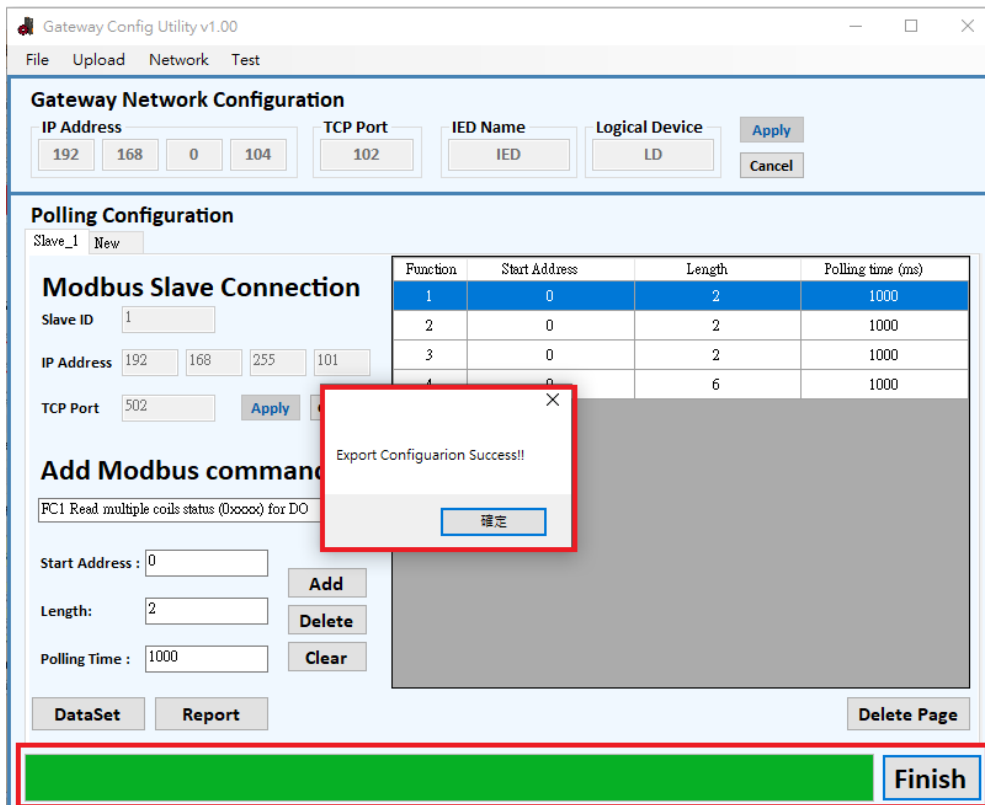 Gateway Config Utility v1.00
File Upload Network Test
Gateway Network Configuration
IP Address TCP Port IED Name Logical Device
192 168 0 104 102 IED LD
Apply
Cancel
Polling Configuration
Slave_1 New
Modbus Slave Connection
Slave ID 1
IP Address 192 168 255 101
TCP Port 502 Apply
Function Start Address Length Polling time (ms)
1 0 2 1000
2 0 2 1000
3 0 2 1000
6 1000
Export Configuarion Success!!
確定
Add Modbus comman
FC1 Read multiple coils status (0xxxx) for DO
Start Address : 0
Length: 2
Polling Time : 1000
Add
Delete
Clear
DataSet Report
Delete Page
Finish